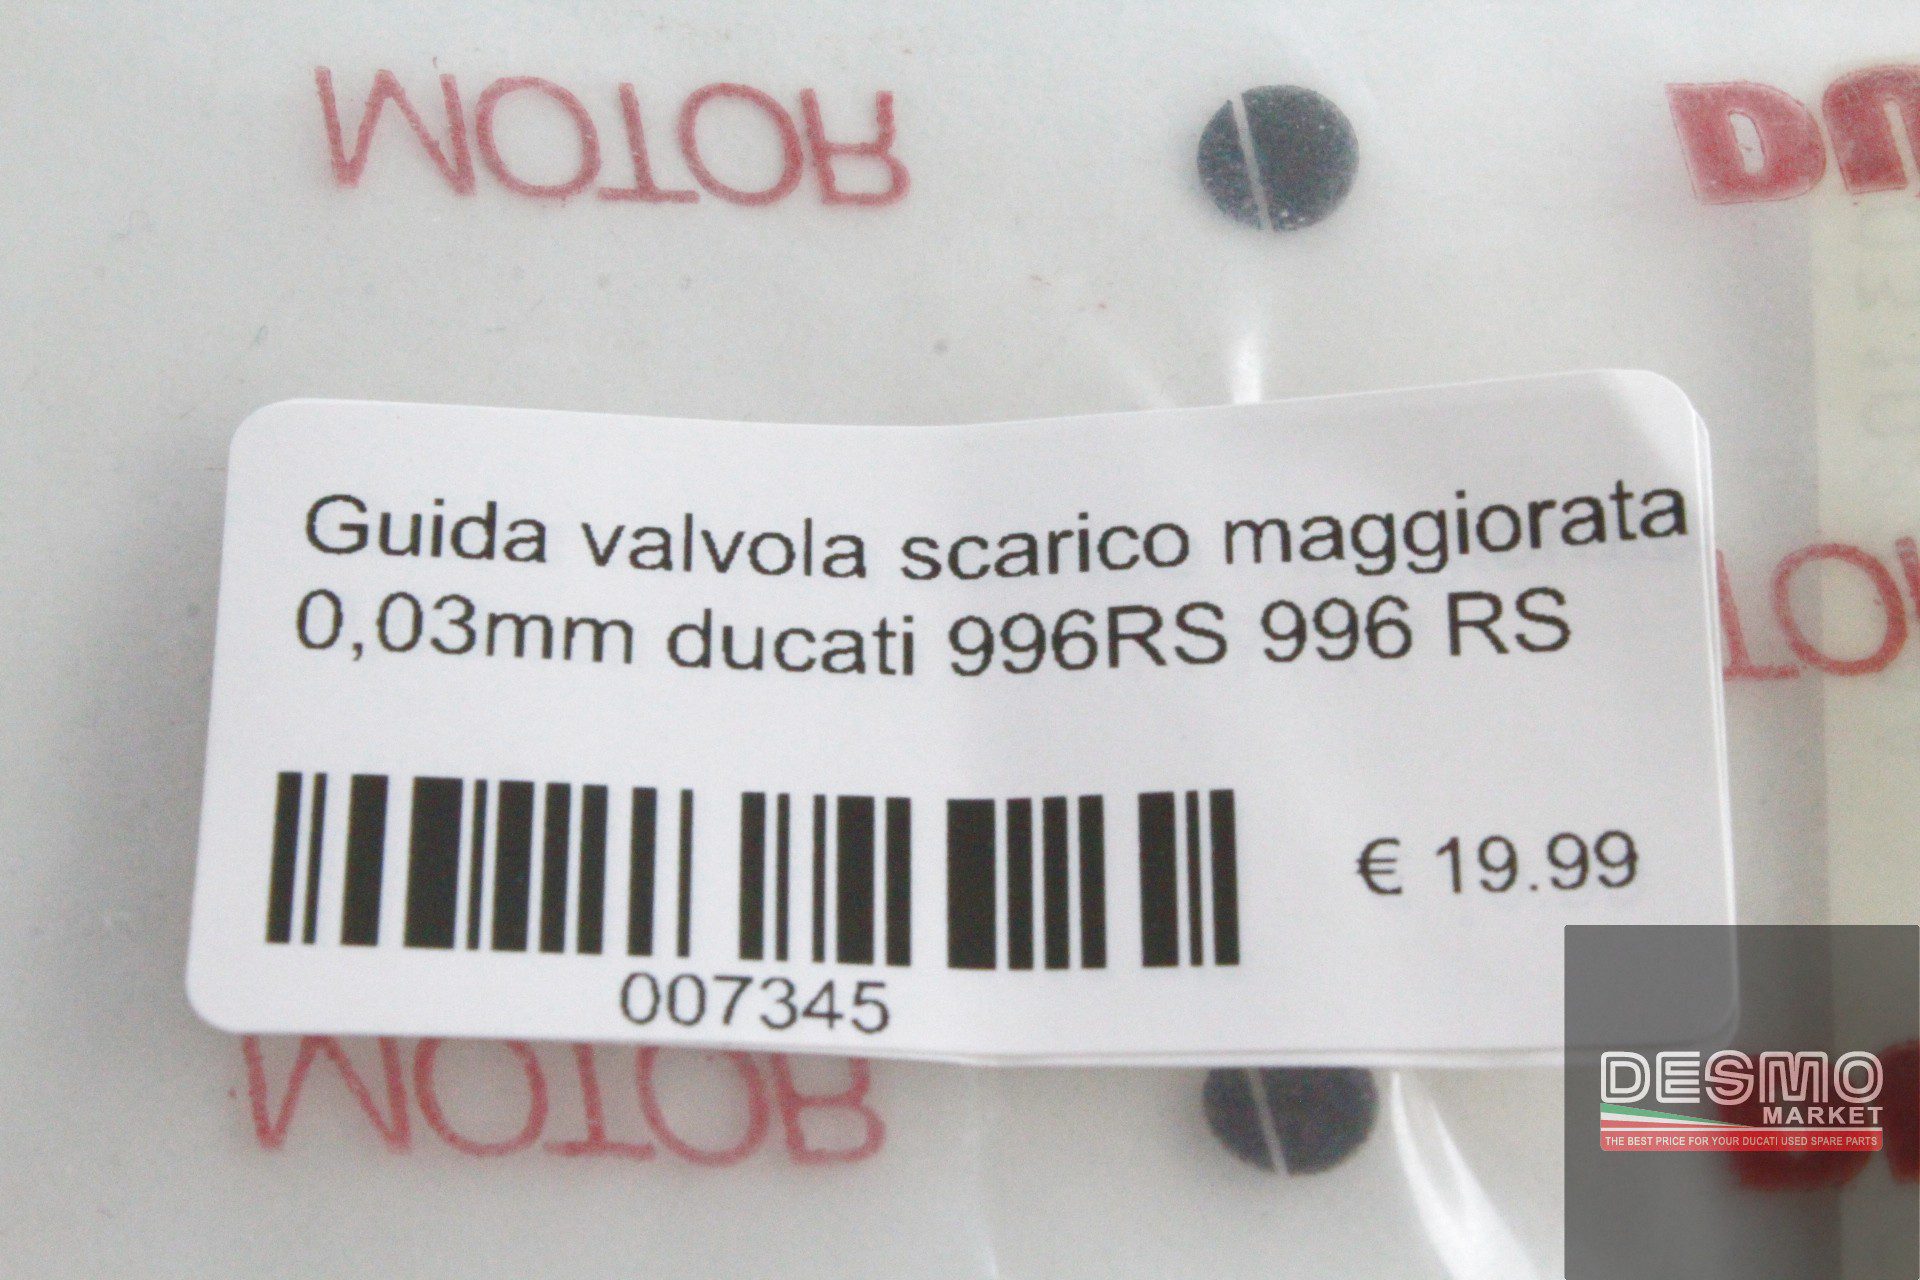 MOTOR
Guida valvola scarico maggiorata
0,03mm ducati 996RS 996 RS
€ 19.99
007345
MOTOR
DESMO
MARKET
THE BEST PRICE FOR YOUR DUCATI USED SPARE PARTS